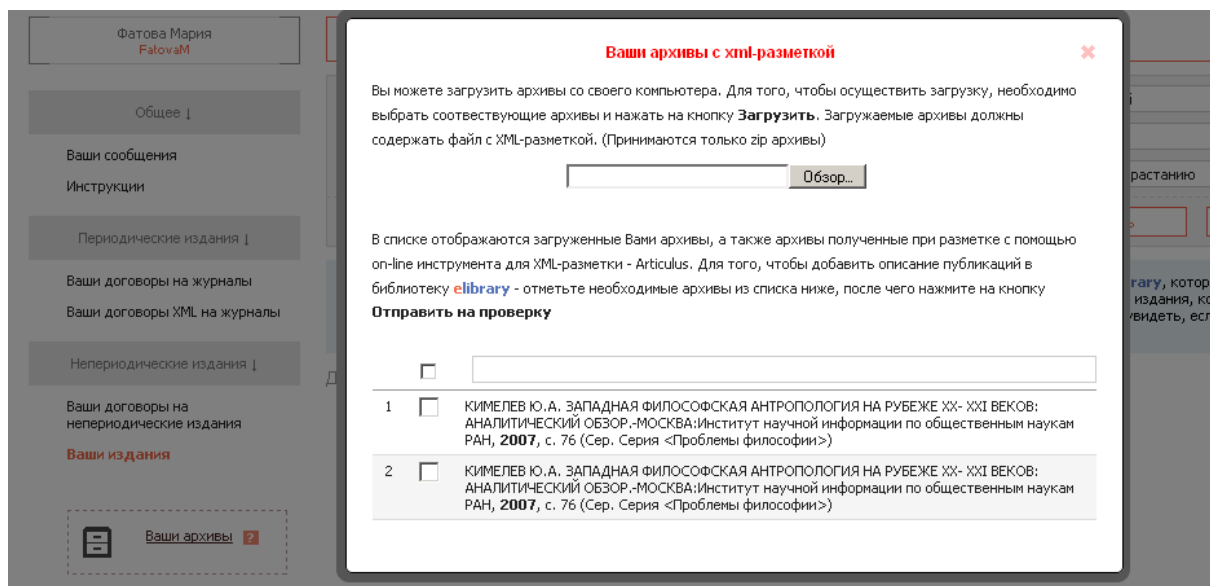 Фатова Мария
FatovaM
Общее ↓
Ваши сообщения
Инструкции
Периодические издания ↓
Ваши договоры на журналы
Ваши договоры XML на журналы
Непериодические издания ↓
Ваши договоры на
непериодические издания
Ваши издания
Ваши архивы ?
Ваши архивы с xml-разметкой
Вы можете загрузить архивы со своего компьютера. Для того, чтобы осуществить загрузку, необходимо
выбрать соотвествующие архивы и нажать на кнопку Загрузить. Загружаемые архивы должны
содержать файл с XML-разметкой. (Принимаются только zip архивы)
Обзор...
В списке отображаются загруженные Вами архивы, а также архивы полученные при разметке с помощью
on-line инструмента для XML-разметки - Articulus. Для того, чтобы добавить описание публикаций в
библиотеку elibrary - отметьте необходимые архивы из списка ниже, после чего нажмите на кнопку
Отправить на проверку
1 КИМЕЛЕВ Ю.А. ЗАПАДНАЯ ФИЛОСОФСКАЯ АНТРОПОЛОГИЯ НА РУБЕЖЕ XX- XXI ВЕКОВ:
АНАЛИТИЧЕСКИЙ ОБЗОР.-МОСКВА:Институт научной информации по общественным наукам
РАН, 2007, с. 76 (Сер. Серия <Проблемы философии>)
2 КИМЕЛЕВ Ю.А. ЗАПАДНАЯ ФИЛОСОФСКАЯ АНТРОПОЛОГИЯ НА РУБЕЖЕ XX- XXI ВЕКОВ:
АНАЛИТИЧЕСКИЙ ОБЗОР.-МОСКВА:Институт научной информации по общественным наукам
РАН, 2007, с. 76 (Сер. Серия <Проблемы философии>)
растанию
rary, котор
издания, ко
увидеть, есл